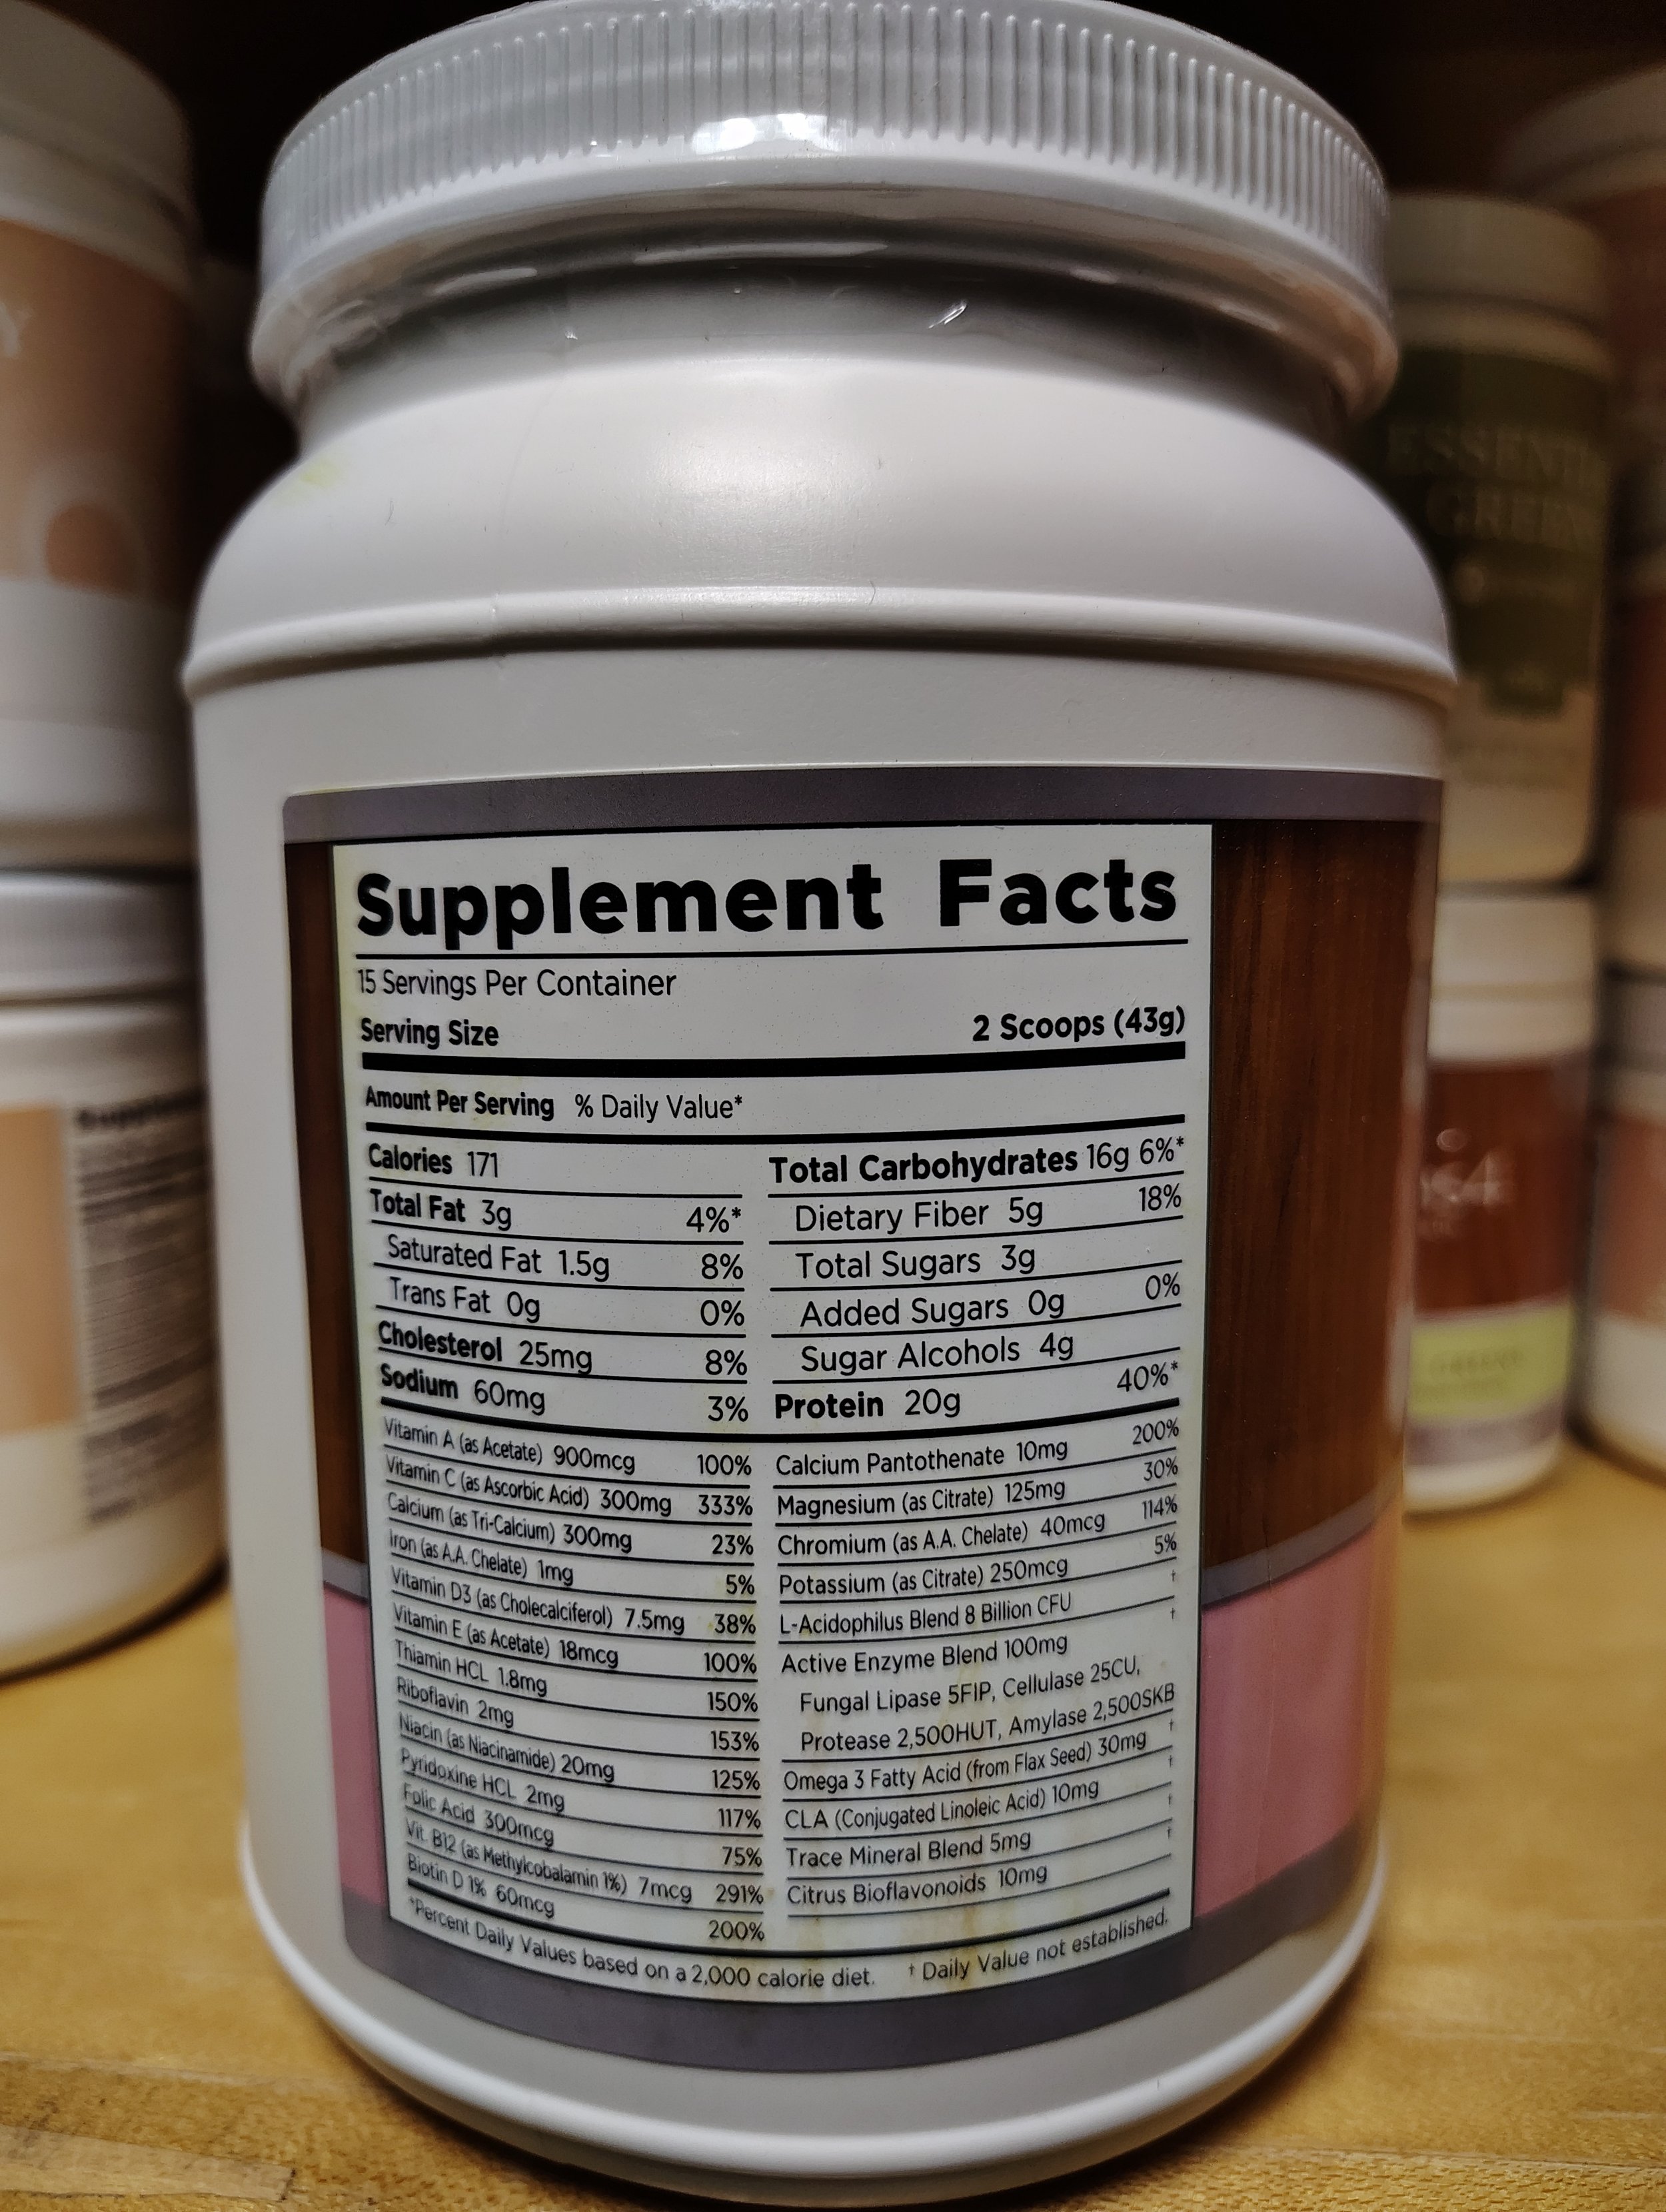 Supplement Facts
15 Servings Per Container
Serving Size 2 Scoops (43g)
Amount Per Serving % Daily Value*
Calories 171
Total Fat 3g 4%*
Saturated Fat 1.5g 8%
Trans Fat 0g 0%
Cholesterol 25mg 8%
Sodium 60mg 3%
Total Carbohydrates 16g 6%*
Dietary Fiber 5g 18%
Total Sugars 3g
Added Sugars 0g 0%
Sugar Alcohols 4g
Protein 20g 40%*
Vitamin A (as Acetate) 900mcg 100%
Vitamin C (as Ascorbic Acid) 300mg 333%
Calcium (as Tri-Calcium) 300mg 23%
Iron (as A.A. Chelate) 1mg 5%
Vitamin D3 (as Cholecalciferol) 7.5mg 38%
Vitamin E (as Acetate) 18mcg 100%
Thiamin HCL 1.8mg 150%
Riboflavin 2mg 153%
Niacin (as Niacinamide) 20mg 125%
Pyridoxine HCL 2mg 117%
Folic Acid 300mcg 75%
Vit. B12 (as Methylcobalamin 1%) 7mcg 291%
Biotin D 1% 60mcg 200%
Calcium Pantothenate 10mg 200%
Magnesium (as Citrate) 125mg 30%
Chromium (as A.A. Chelate) 40mcg 114%
Potassium (as Citrate) 250mcg 5%
L-Acidophilus Blend 8 Billion CFU †
Active Enzyme Blend 100mg †
Fungal Lipase 5FIP, Cellulase 25CU,
Protease 2,500HUT, Amylase 2,500SKB
Omega 3 Fatty Acid (from Flax Seed) 30mg †
CLA (Conjugated Linoleic Acid) 10mg †
Trace Mineral Blend 5mg †
Citrus Bioflavonoids 10mg †
*Percent Daily Values based on a 2,000 calorie diet. † Daily Value not established.
ESSENTI
GREEN